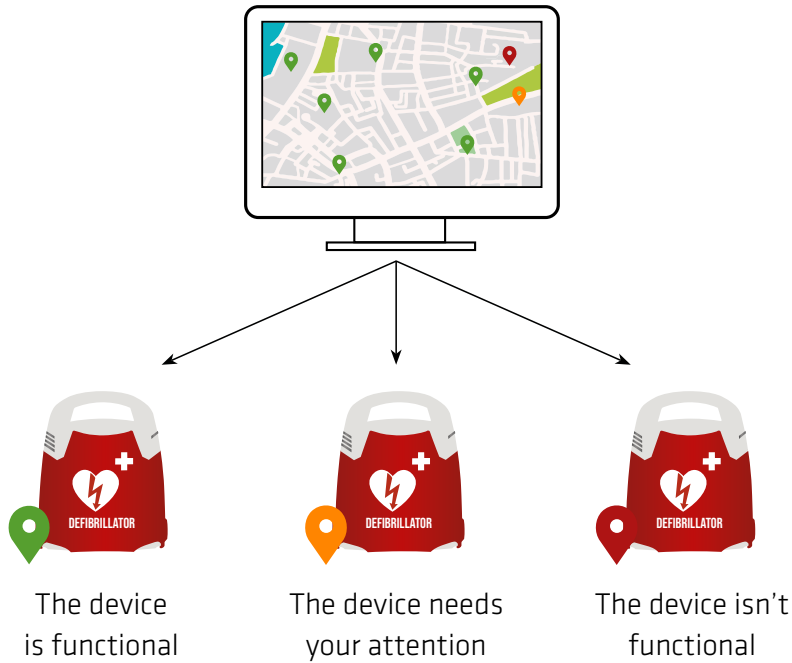 DEFIBRILLATOR
DEFIBRILLATOR
DEFIBRILLATOR
The device
is functional
The device needs
your attention
The device isn't
functional